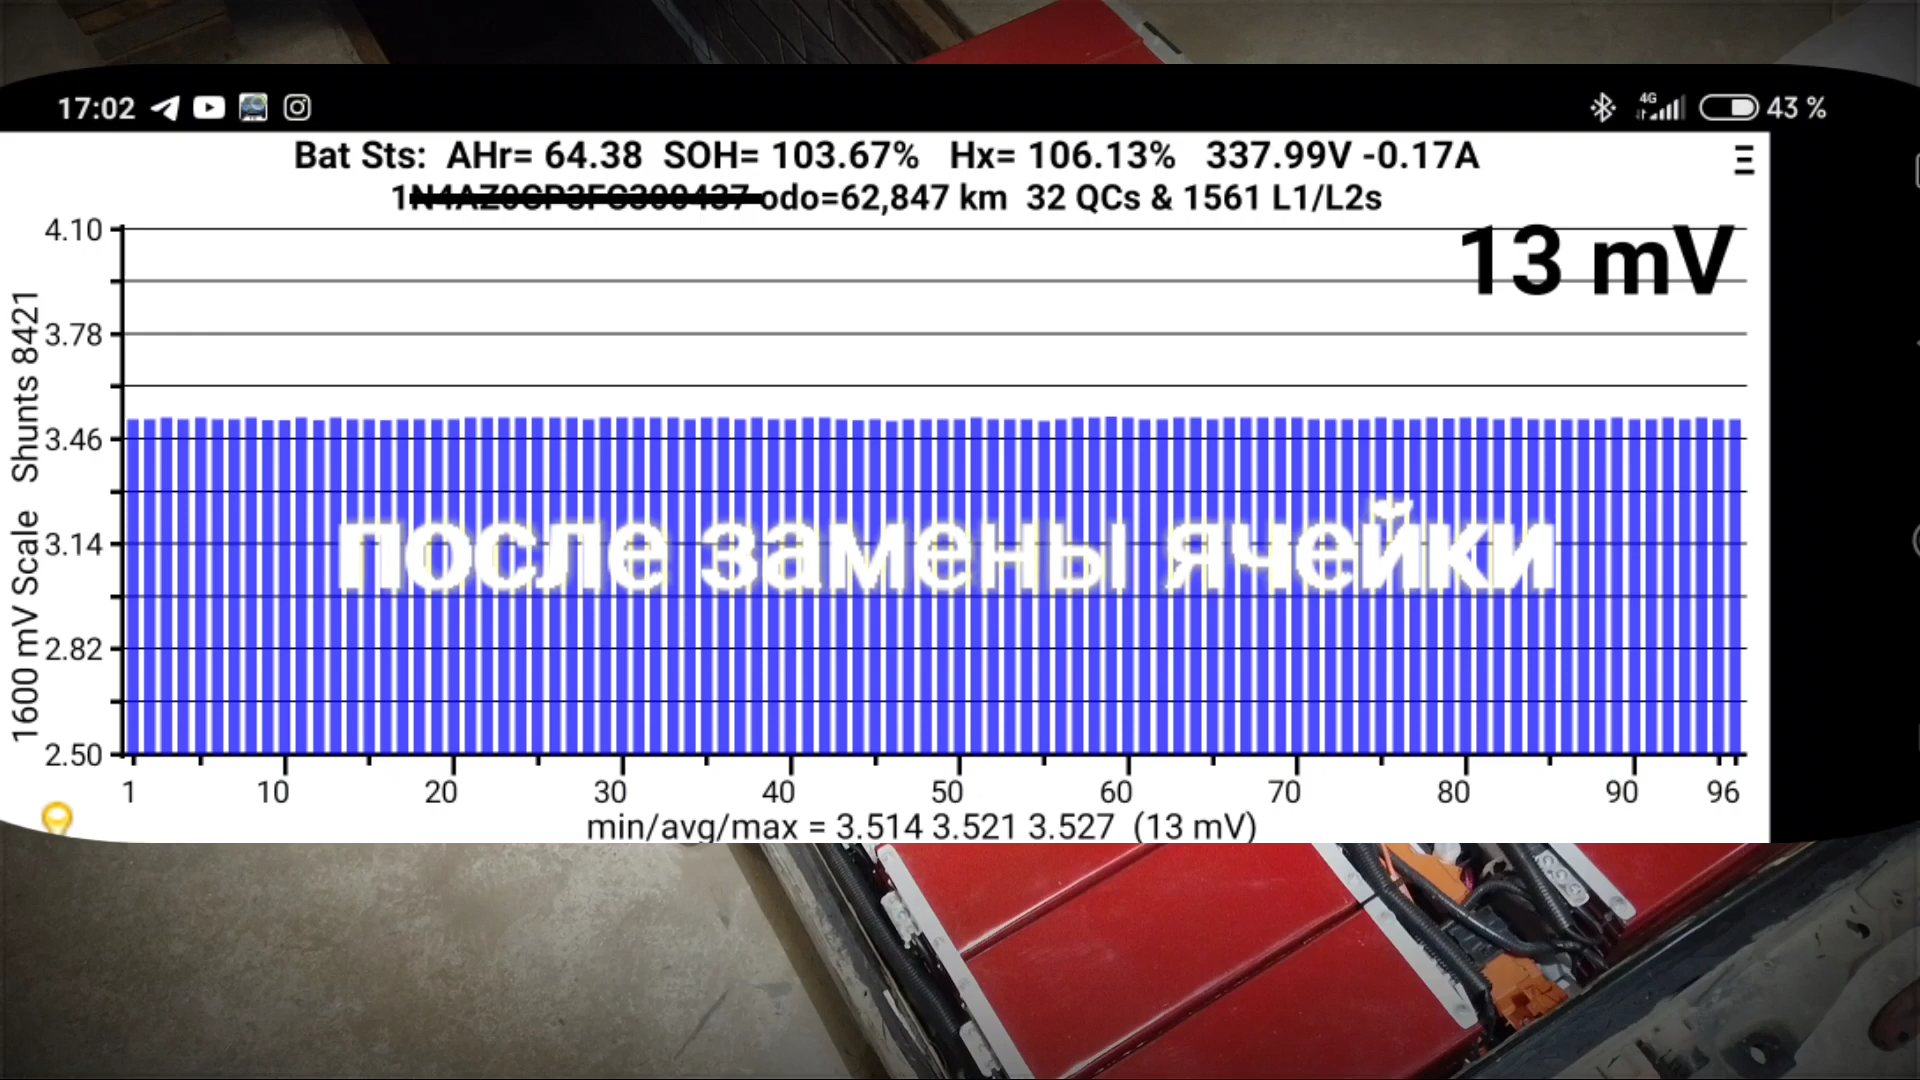 17:02 4G 43 %
Bat Sts: AHr= 64.38 SOH= 103.67% Hx= 106.13% 337.99V -0.17A
odo=62,847 km 32 QCs & 1561 L1/L2s
13 mV
4.10
3.78
3.46
3.14
2.82
2.50
1600 mV Scale Shunts 8421
после замены ячейки
1 10 20 30 40 50 60 70 80 90 96
min/avg/max = 3.514 3.521 3.527 (13 mV)